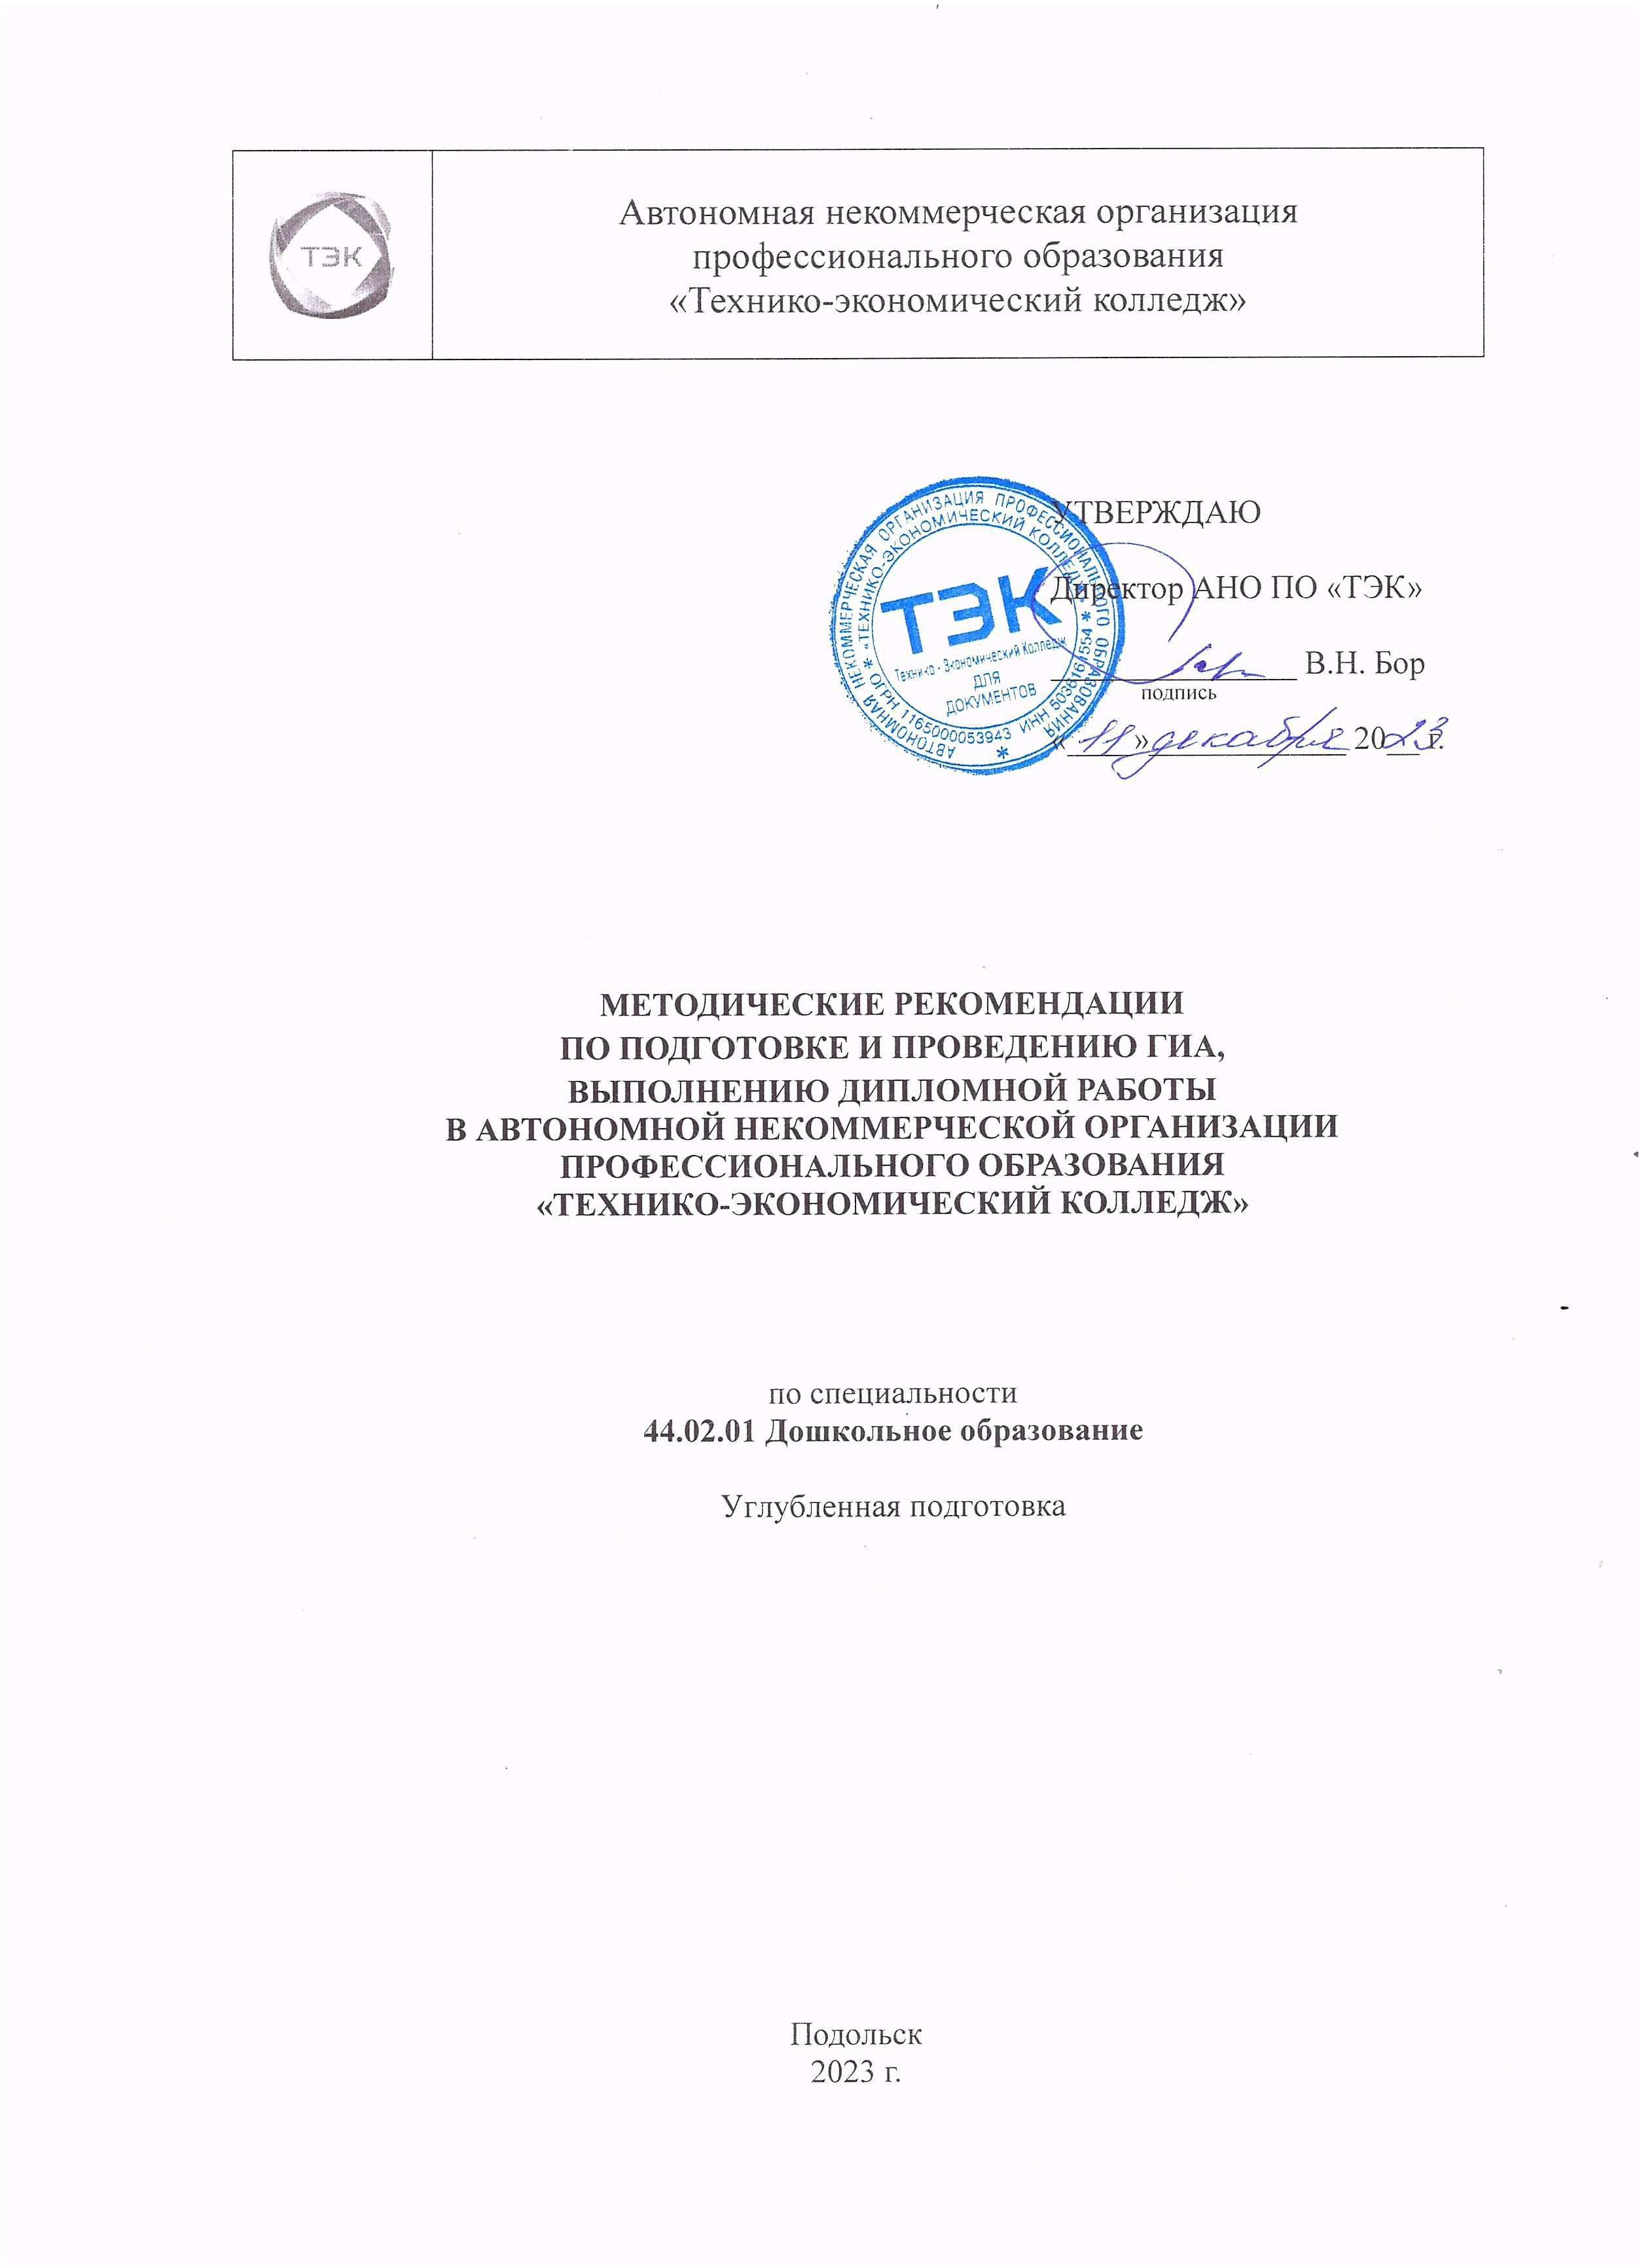 ТЭК
Автономная некоммерческая организация
профессионального образования
«Технико-экономический колледж»
УТВЕРЖДАЮ
Директор АНО ПО «ТЭК»
В.Н. Бор
подпись
«11» декабря 2023 г.
АВТОНОМНАЯ НЕКОММЕРЧЕСКАЯ ОРГАНИЗАЦИЯ ПРОФЕССИОНАЛЬНОГО ОБРАЗОВАНИЯ
«ТЕХНИКО-ЭКОНОМИЧЕСКИЙ КОЛЛЕДЖ»
ОГРН 1165000053943 ИНН 5036161554
ТЭК
Технико - Экономический Колледж
ДЛЯ
ДОКУМЕНТОВ
МЕТОДИЧЕСКИЕ РЕКОМЕНДАЦИИ
ПО ПОДГОТОВКЕ И ПРОВЕДЕНИЮ ГИА,
ВЫПОЛНЕНИЮ ДИПЛОМНОЙ РАБОТЫ
В АВТОНОМНОЙ НЕКОММЕРЧЕСКОЙ ОРГАНИЗАЦИИ
ПРОФЕССИОНАЛЬНОГО ОБРАЗОВАНИЯ
«ТЕХНИКО-ЭКОНОМИЧЕСКИЙ КОЛЛЕДЖ»
по специальности
44.02.01 Дошкольное образование
Углубленная подготовка
Подольск
2023 г.